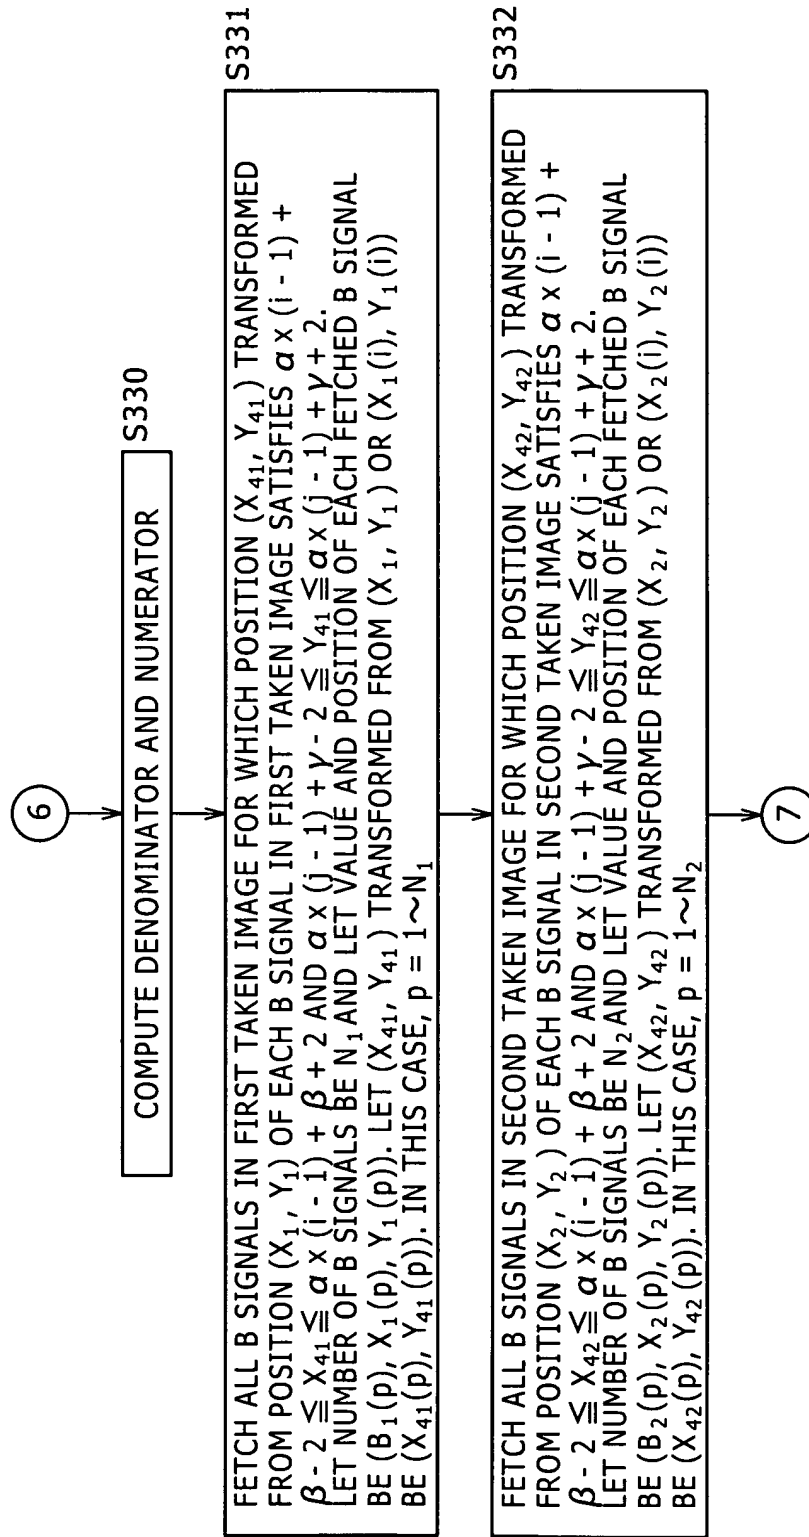 6
COMPUTE DENOMINATOR AND NUMERATOR
S330
S331
FETCH ALL B SIGNALS IN FIRST TAKEN IMAGE FOR WHICH POSITION (X₄₁, Y₄₁) TRANSFORMED
FROM POSITION (X₁, Y₁) OF EACH B SIGNAL IN FIRST TAKEN IMAGE SATISFIES α x (i - 1) +
β - 2 ≦ X₄₁ ≦ α x (i - 1) + β + 2 AND α x (j - 1) + γ - 2 ≦ Y₄₁ ≦ α x (j - 1) + γ + 2.
LET NUMBER OF B SIGNALS BE N₁ AND LET VALUE AND POSITION OF EACH FETCHED B SIGNAL
BE (B₁(p), X₁(p), Y₁(p)). LET (X₄₁, Y₄₁) TRANSFORMED FROM (X₁, Y₁) OR (X₁(i), Y₁(i))
BE (X₄₁(p), Y₄₁(p)). IN THIS CASE, p = 1~N₁
S332
FETCH ALL B SIGNALS IN SECOND TAKEN IMAGE FOR WHICH POSITION (X₄₂, Y₄₂) TRANSFORMED
FROM POSITION (X₂, Y₂) OF EACH B SIGNAL IN SECOND TAKEN IMAGE SATISFIES α x (i - 1) +
β - 2 ≦ X₄₂ ≦ α x (i - 1) + β + 2 AND α x (j - 1) + γ - 2 ≦ Y₄₂ ≦ α x (j - 1) + γ + 2.
LET NUMBER OF B SIGNALS BE N₂ AND LET VALUE AND POSITION OF EACH FETCHED B SIGNAL
BE (B₂(p), X₂(p), Y₂(p)). LET (X₄₂, Y₄₂) TRANSFORMED FROM (X₂, Y₂) OR (X₂(i), Y₂(i))
BE (X₄₂(p), Y₄₂(p)). IN THIS CASE, p = 1~N₂
7